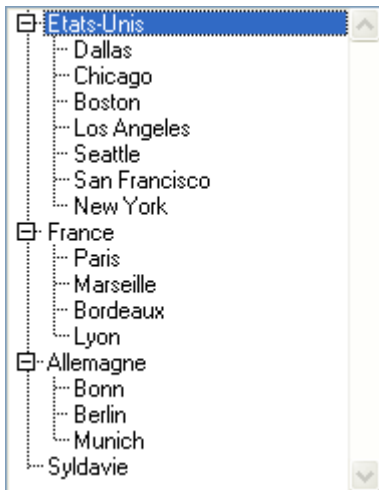 Etats-Unis
Dallas
Chicago
Boston
Los Angeles
Seattle
San Francisco
New York
France
Paris
Marseille
Bordeaux
Lyon
Allemagne
Bonn
Berlin
Munich
Syldavie